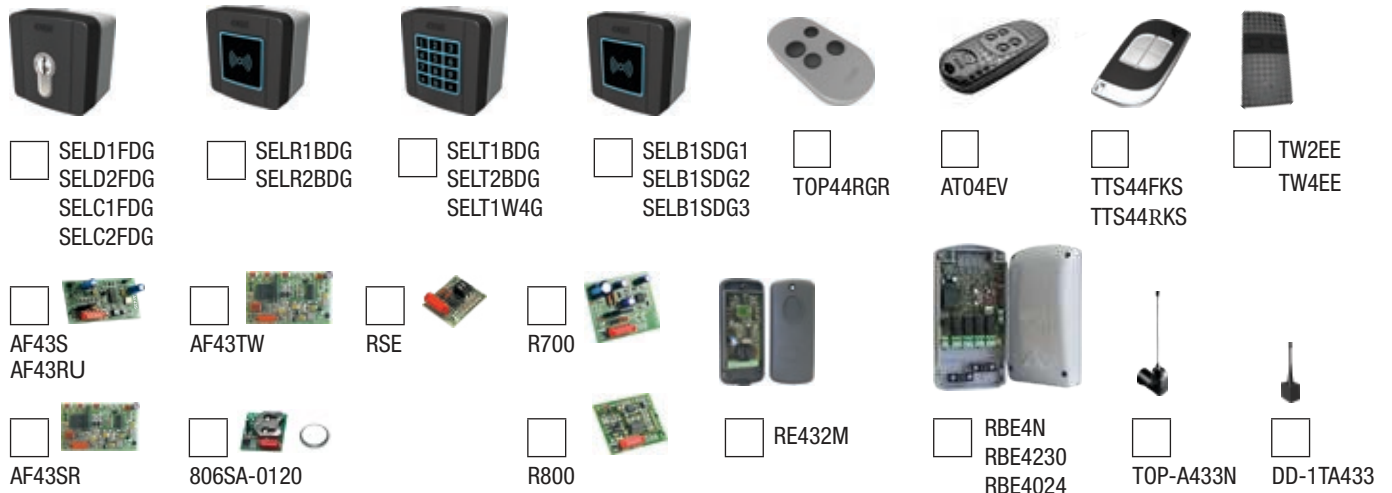 SELD1FDG
SELD2FDG
SELC1FDG
SELC2FDG
SELR1BDG
SELR2BDG
SELT1BDG
SELT2BDG
SELT1W4G
SELB1SDG1
SELB1SDG2
SELB1SDG3
TOP44RGR
AT04EV
TTS44FKS
TTS44RKS
TW2EE
TW4EE
AF43S
AF43RU
AF43TW
RSE
R700
AF43SR
806SA-0120
R800
RE432M
RBE4N
RBE4230
RBE4024
TOP-A433N
DD-1TA433